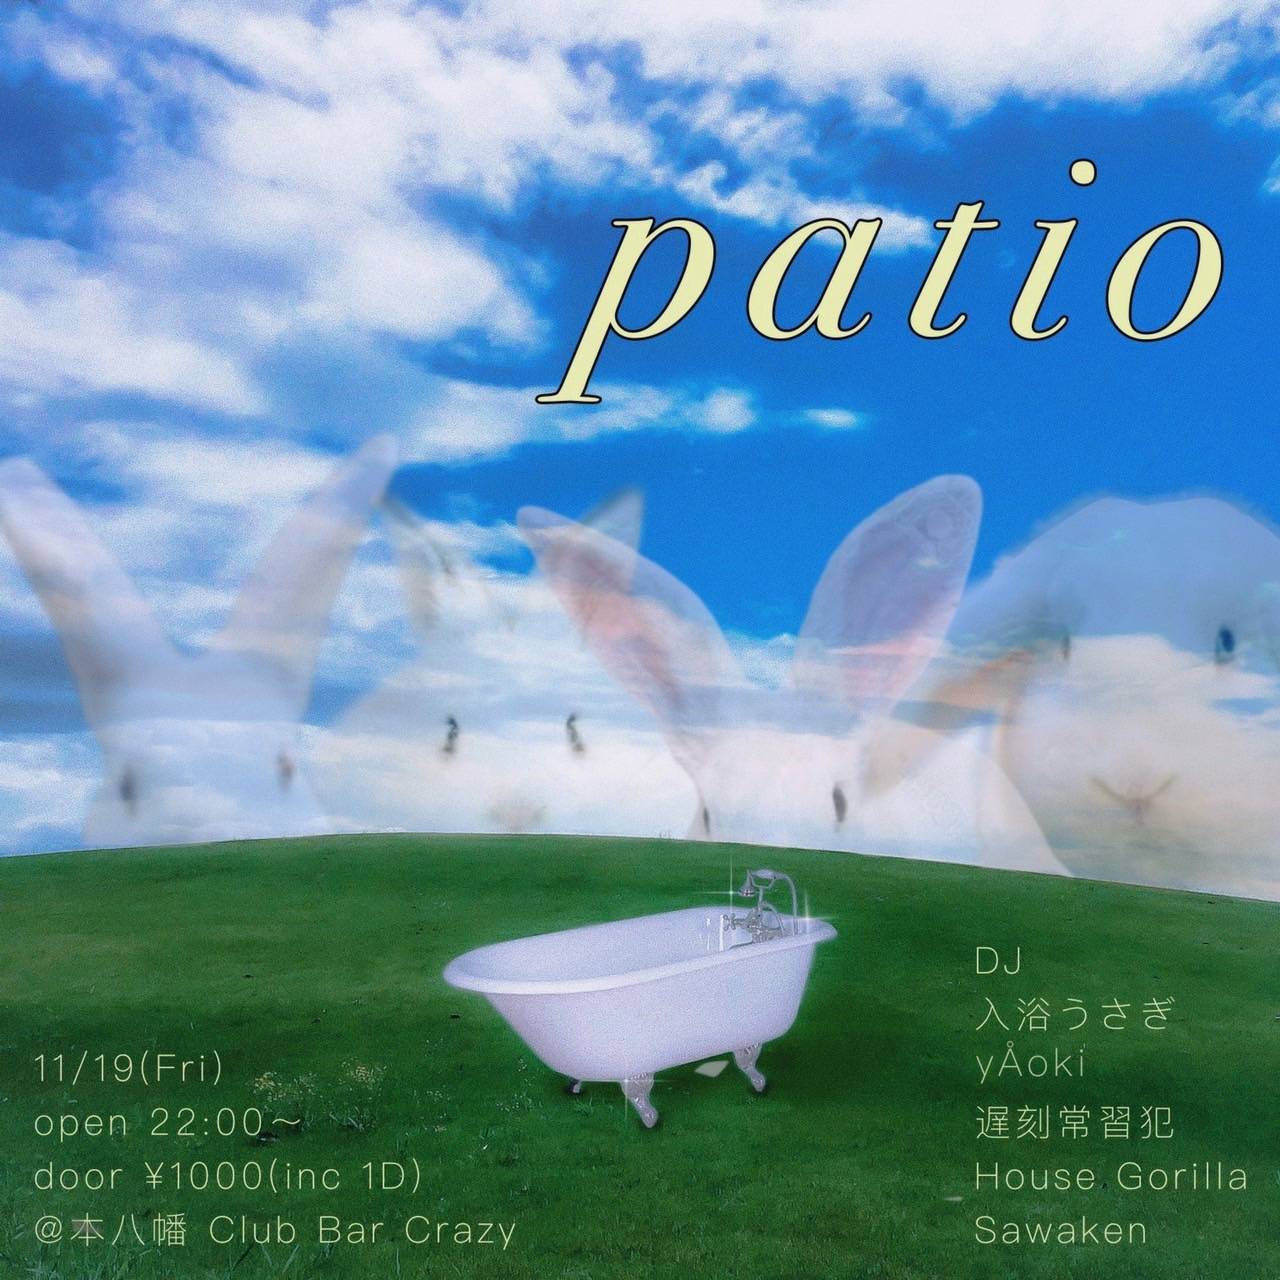 patio
11/19(Fri)
open 22:00〜
door ¥1000(inc 1D)
@本八幡 Club Bar Crazy
DJ
入浴うさぎ
yÅoki
遅刻常習犯
House Gorilla
Sawaken